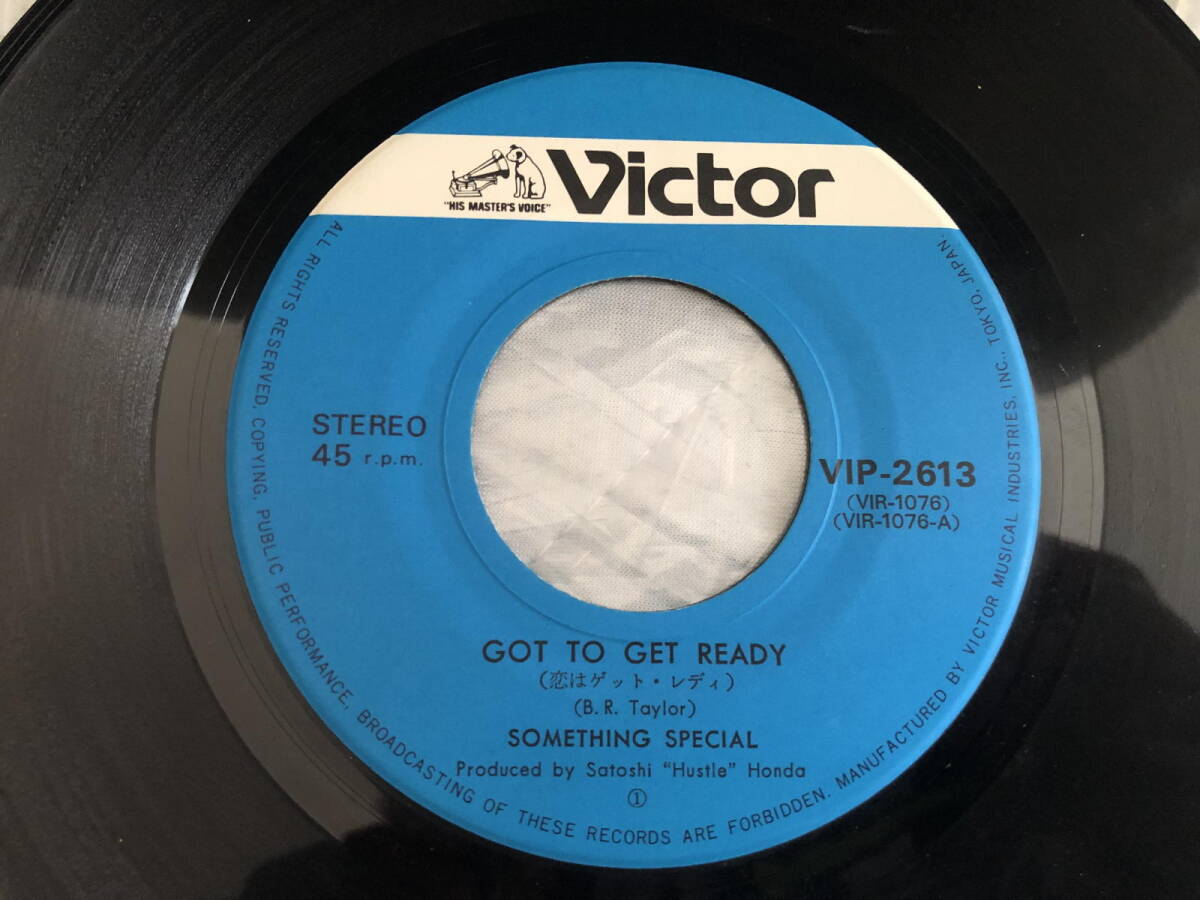 Victor
"HIS MASTER'S VOICE"
STEREO
45 r.p.m.
VIP-2613
(VIR-1076)
(VIR-1076-A)
GOT TO GET READY
(恋はゲット・レディ)
(B. R. Taylor)
SOMETHING SPECIAL
Produced by Satoshi "Hustle" Honda
①
ALL RIGHTS RESERVED. COPYING, PUBLIC PERFORMANCE, BROADCASTING OF THESE RECORDS ARE FORBIDDEN. MANUFACTURED BY VICTOR MUSICAL INDUSTRIES, INC., TOKYO, JAPAN.